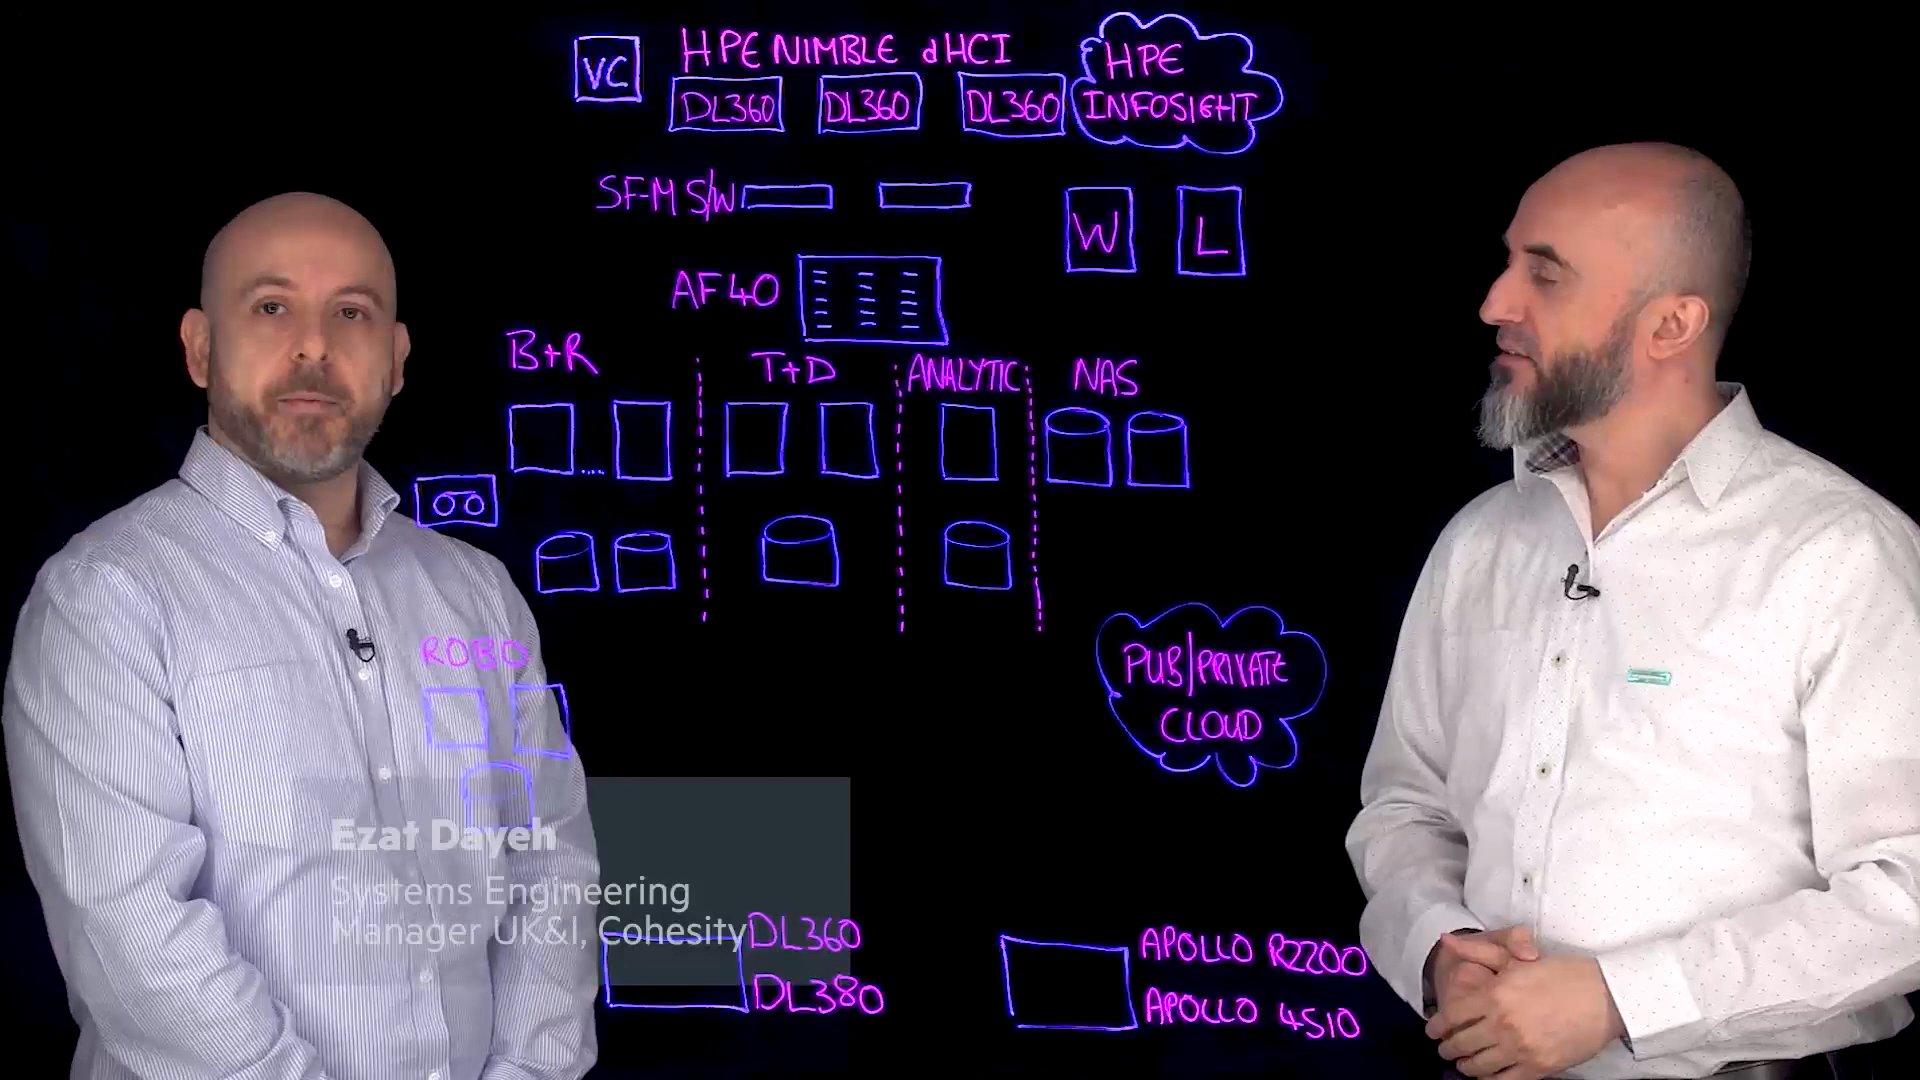 VC
HPE NIMBLE dHCI
HPE
INFOSIGHT
DL360
DL360
DL360
SF-M S/W
W
L
AF40
B+R
T+D
ANALYTIC
NAS
ROBO
PUB/PRIVATE
CLOUD
Ezat Dayeh
Systems Engineering
Manager UK&I, Cohesity
DL360
DL380
APOLLO R2200
APOLLO 4510